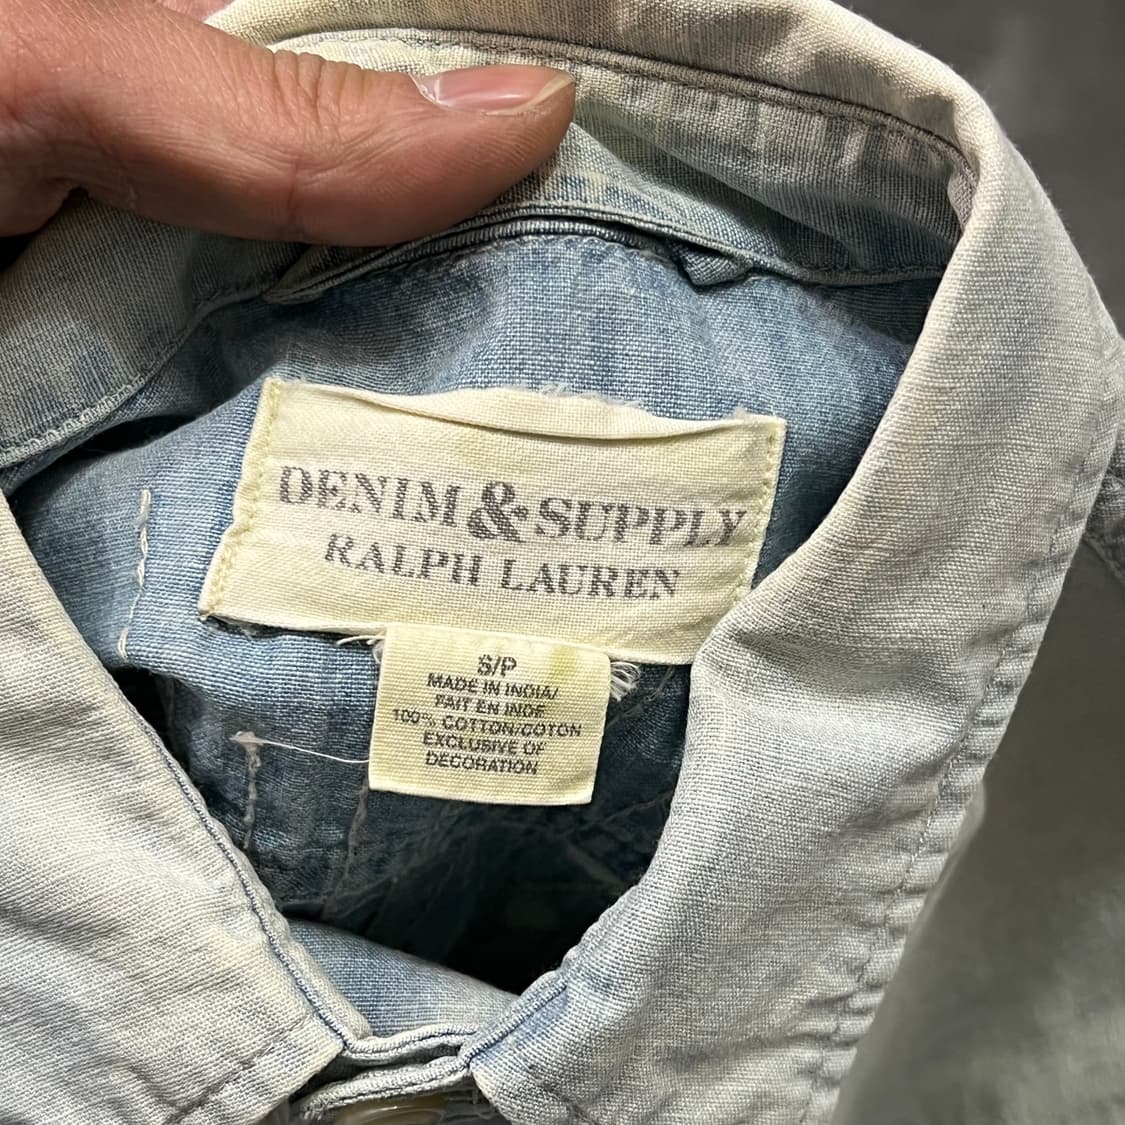 DENIM & SUPPLY
RALPH LAUREN
S/P
MADE IN INDIA/
FAIT EN INDE
100% COTTON/COTON
EXCLUSIVE OF
DECORATION